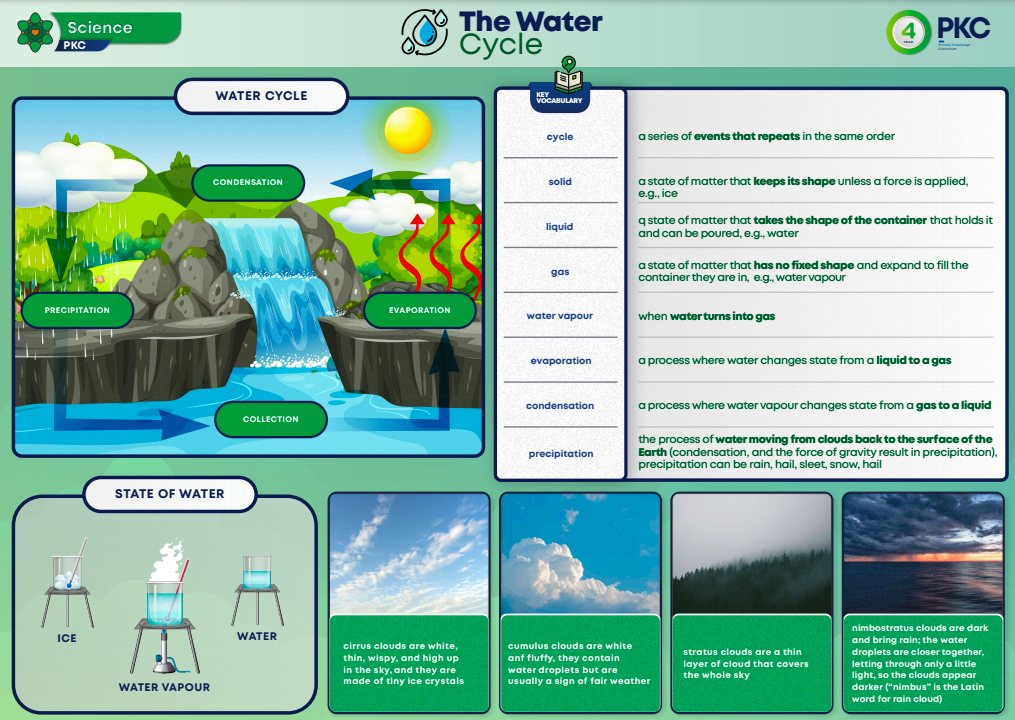 Science
PKC
The Water
Cycle
4
YEAR
PKC
Primary Knowledge
Curriculum
WATER CYCLE
CONDENSATION
PRECIPITATION
EVAPORATION
COLLECTION
KEY
VOCABULARY
cycle
a series of events that repeats in the same order
solid
a state of matter that keeps its shape unless a force is applied,
e.g., ice
liquid
q state of matter that takes the shape of the container that holds it
and can be poured, e.g., water
gas
a state of matter that has no fixed shape and expand to fill the
container they are in, e.g., water vapour
water vapour
when water turns into gas
evaporation
a process where water changes state from a liquid to a gas
condensation
a process where water vapour changes state from a gas to a liquid
precipitation
the process of water moving from clouds back to the surface of the
Earth (condensation, and the force of gravity result in precipitation),
precipitation can be rain, hail, sleet, snow, hail
STATE OF WATER
ICE
WATER VAPOUR
WATER
cirrus clouds are white,
thin, wispy, and high up
in the sky, and they are
made of tiny ice crystals
cumulus clouds are white
anf fluffy, they contain
water droplets but are
usually a sign of fair weather
stratus clouds are a thin
layer of cloud that covers
the whole sky
nimbostratus clouds are dark
and bring rain; the water
droplets are closer together,
letting through only a little
light, so the clouds appear
darker ("nimbus" is the Latin
word for rain cloud)